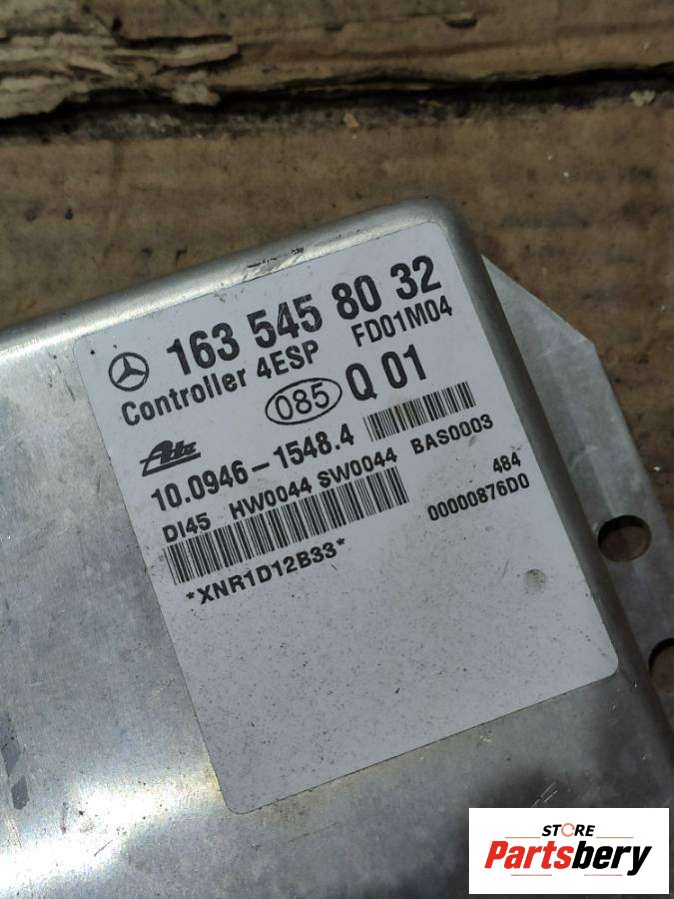 163 545 80 32
Controller 4ESP FD01M04
085 Q 01
Ate
10.0946-1548.4
DI45 HW0044 SW0044 BAS0003
484
00000876D0
*XNR1D12B33*
STORE
Partsbery